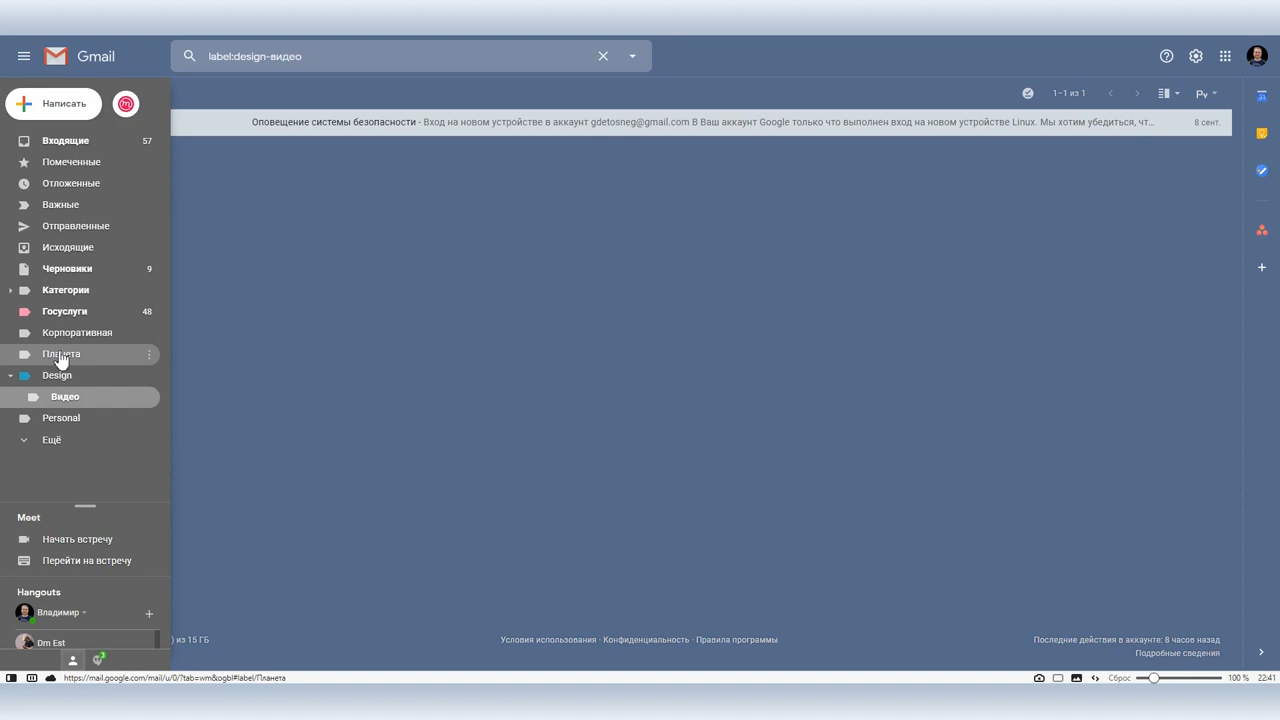 Gmail
label:design-видео
Написать
1–1 из 1
Ру
Оповещение системы безопасности - Вход на новом устройстве в аккаунт gdetosneg@gmail.com В Ваш аккаунт Google только что выполнен вход на новом устройстве Linux. Мы хотим убедиться, чт...
8 сент.
Входящие 57
Помеченные
Отложенные
Важные
Отправленные
Исходящие
Черновики 9
Категории
Госуслуги 48
Корпоративная
Планета
Design
Видео
Personal
Ещё
Meet
Начать встречу
Перейти на встречу
Hangouts
Владимир
Dm Est
3
) из 15 ГБ
Условия использования · Конфиденциальность · Правила программы
Последние действия в аккаунте: 8 часов назад
Подробные сведения
31
https://mail.google.com/mail/u/0/?tab=wm&ogbl#label/Планета
Сброс
100 %
22:41